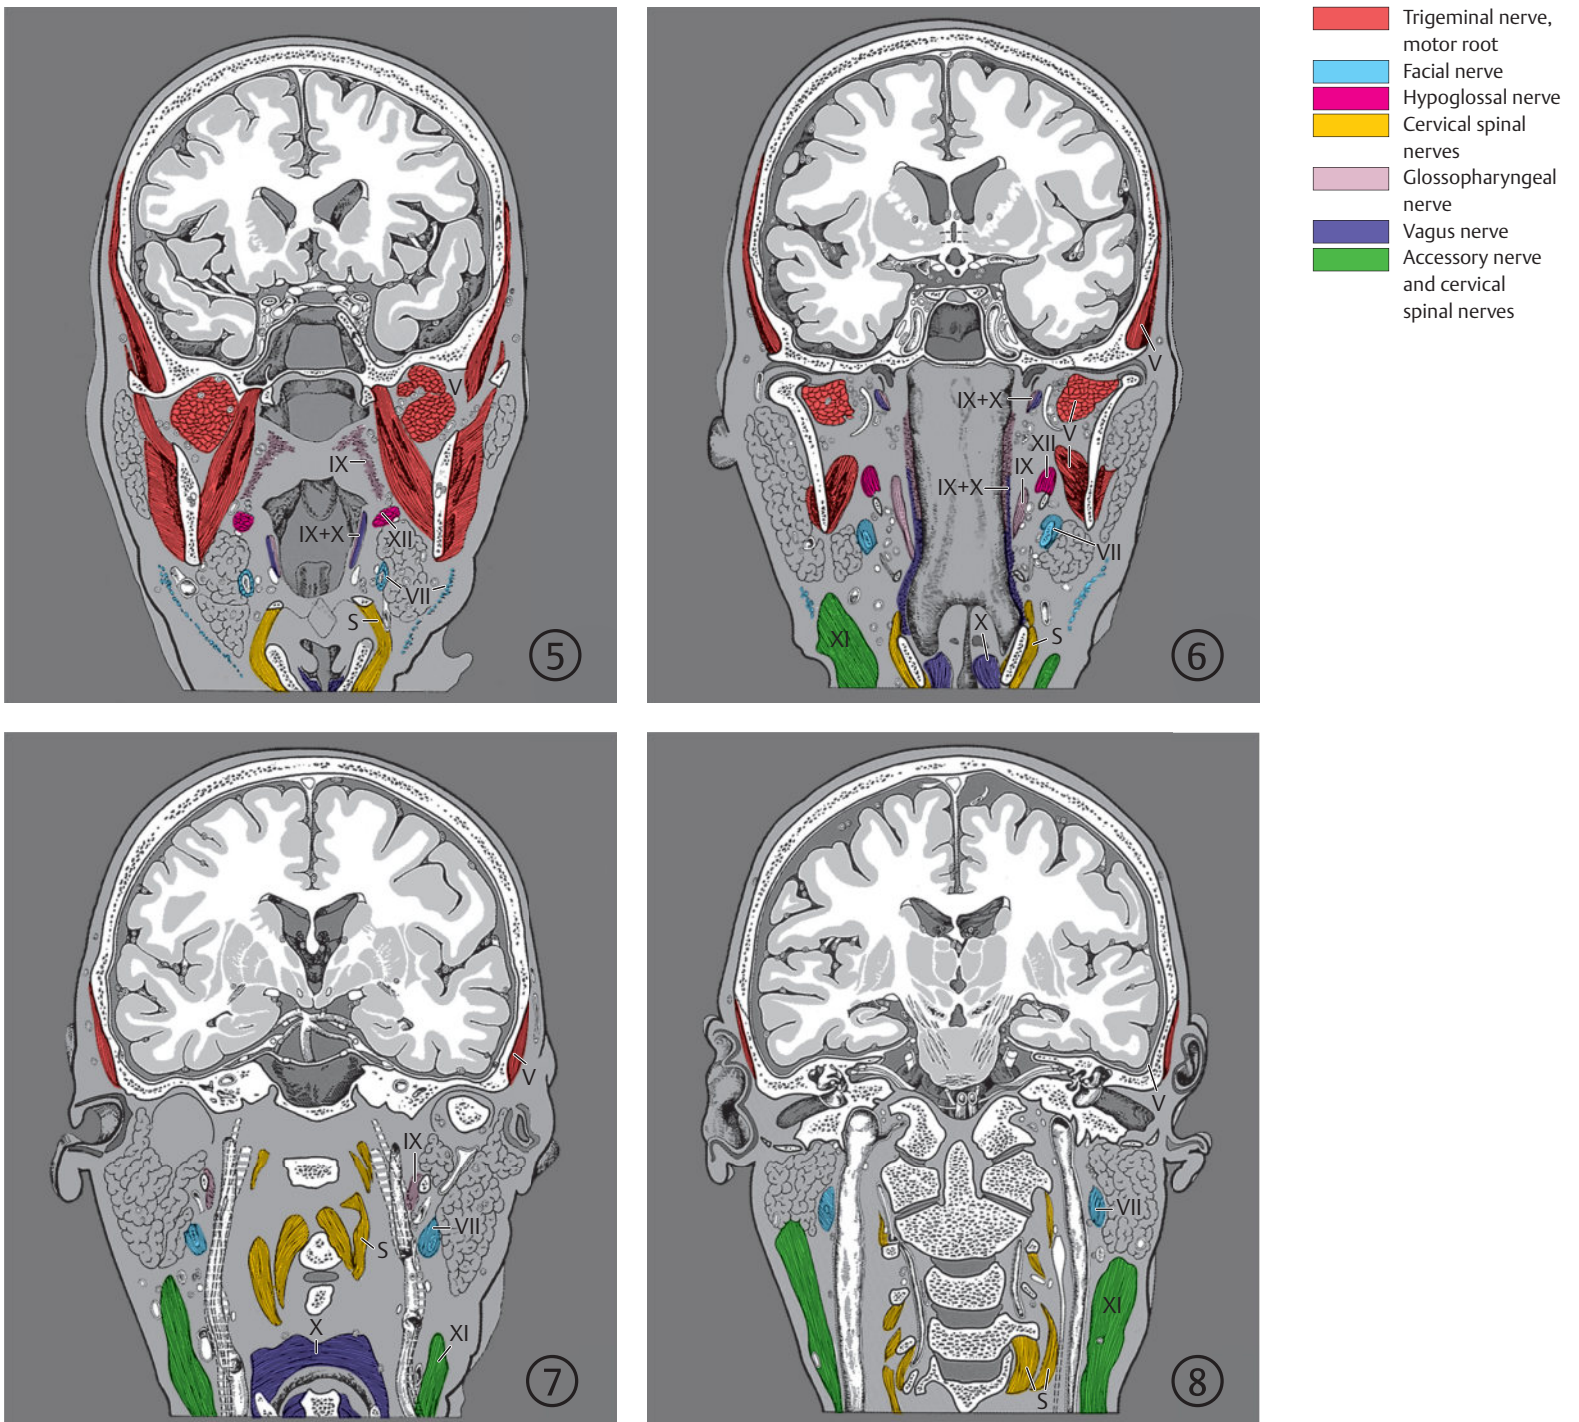 V
IX
IX+X
XII
VII
S
5
V
IX+X
V
XII
IX
IX+X
VII
XI
X
S
6
Trigeminal nerve,
motor root
Facial nerve
Hypoglossal nerve
Cervical spinal
nerves
Glossopharyngeal
nerve
Vagus nerve
Accessory nerve
and cervical
spinal nerves
V
IX
VII
S
X
XI
7
V
VII
XI
S
8